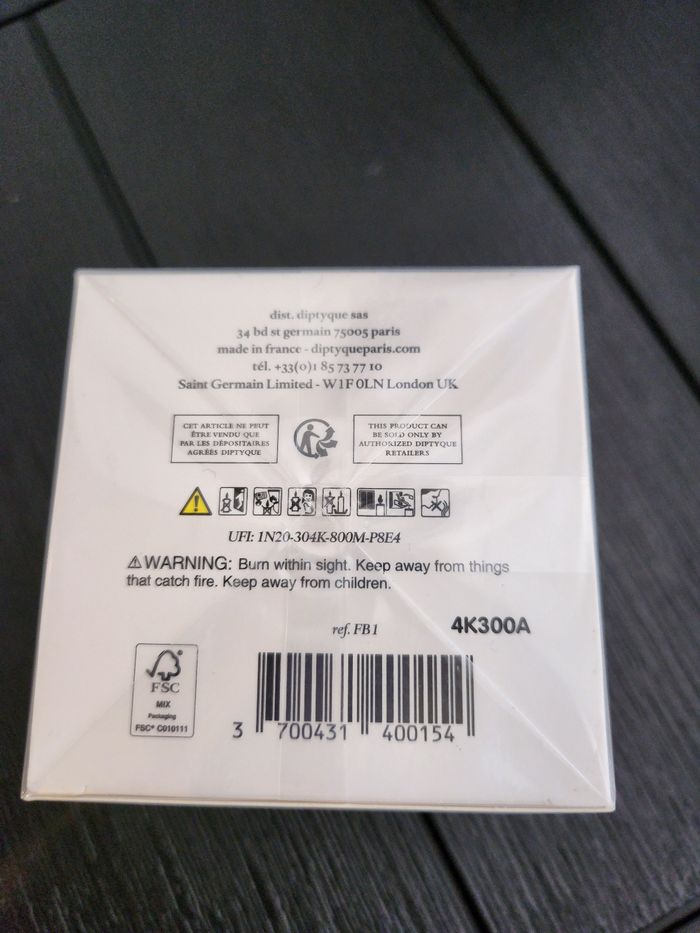 dist. diptyque sas
34 bd st germain 75005 paris
made in france - diptyqueparis.com
tél. +33(0)1 85 73 77 10
Saint Germain Limited - W1F 0LN London UK
CET ARTICLE NE PEUT
ÊTRE VENDU QUE
PAR LES DÉPOSITAIRES
AGRÉÉS DIPTYQUE
THIS PRODUCT CAN
BE SOLD ONLY BY
AUTHORIZED DIPTYQUE
RETAILERS
UFI: 1N20-304K-800M-P8E4
WARNING: Burn within sight. Keep away from things
that catch fire. Keep away from children.
ref. FB1
4K300A
FSC
MIX
Packaging
FSC® C010111
3 700431 400154